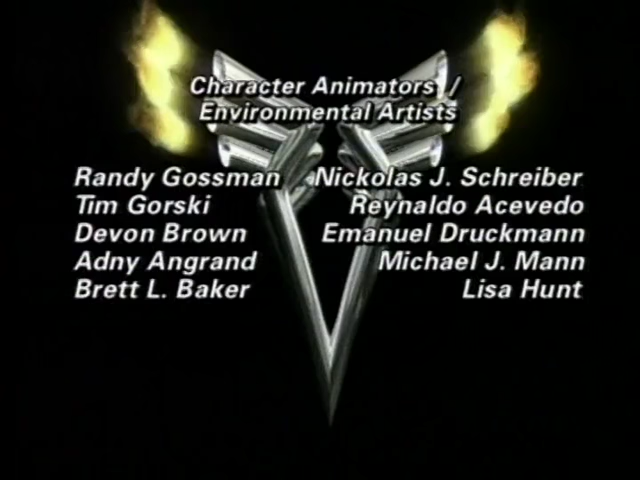 Character Animators /
Environmental Artists
Randy Gossman Nickolas J. Schreiber
Tim Gorski Reynaldo Acevedo
Devon Brown Emanuel Druckmann
Adny Angrand Michael J. Mann
Brett L. Baker Lisa Hunt